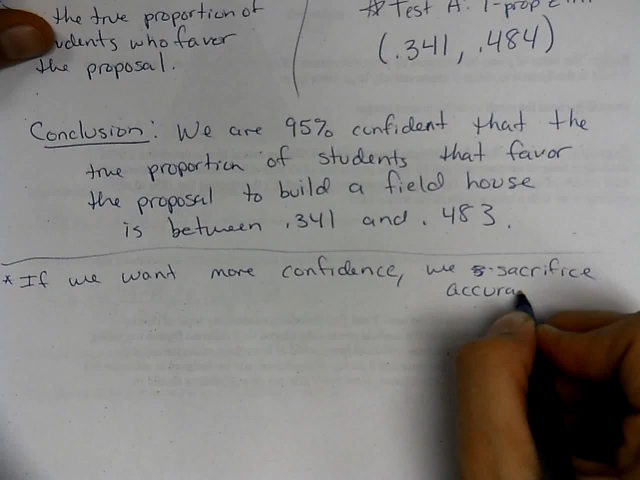 the true proportion of
udents who favor
the proposal.
* Test A: 1-prop z int
(.341, .484)
Conclusion: We are 95% confident that the
true proportion of students that favor
the proposal to build a field house
is between .341 and .483.
* If we want more confidence, we sacrifice
accura